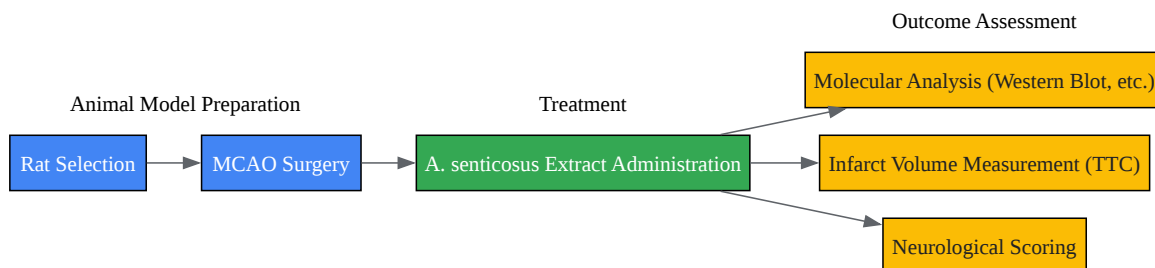 Outcome Assessment
Molecular Analysis (Western Blot, etc.)
Animal Model Preparation
Treatment
Rat Selection
MCAO Surgery
A. senticosus Extract Administration
Infarct Volume Measurement (TTC)
Neurological Scoring